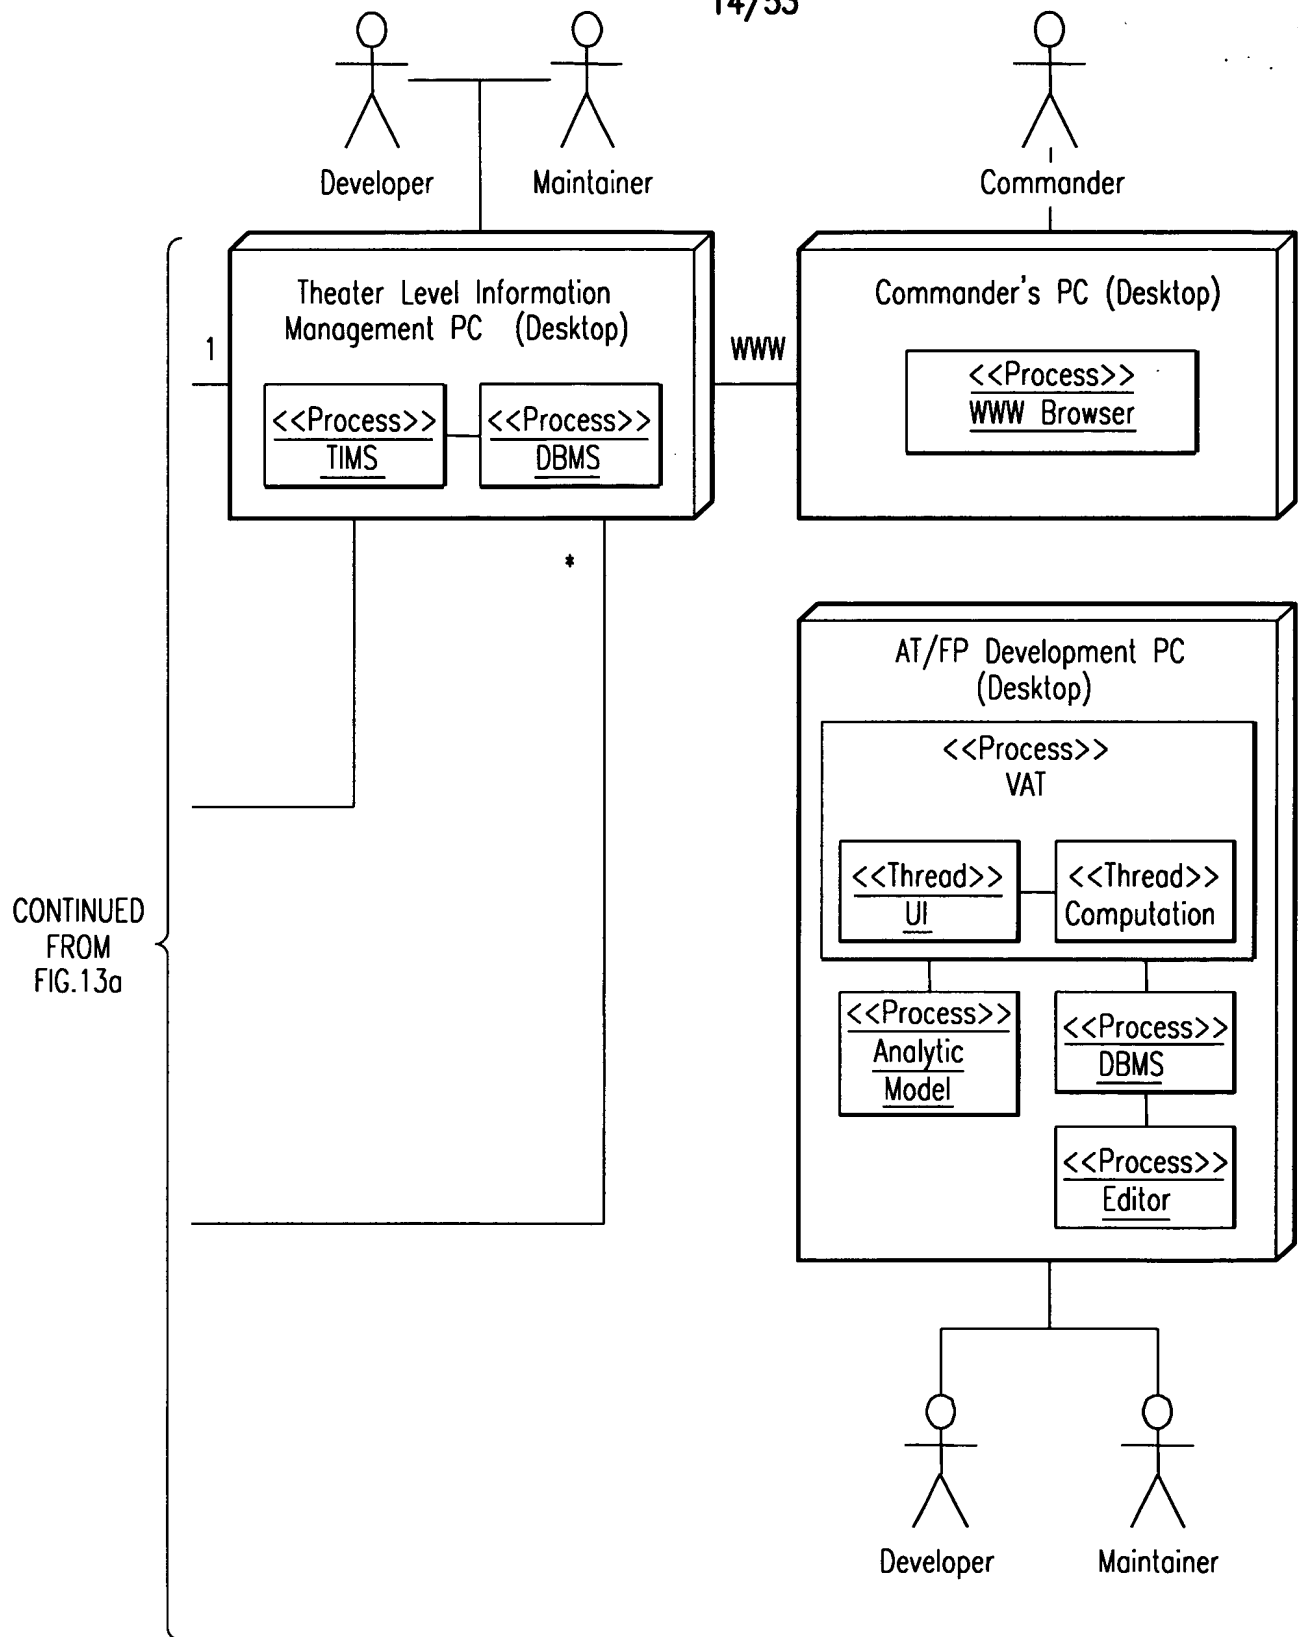 14/53
Developer
Maintainer
Commander
Theater Level Information
Management PC (Desktop)
1
<<Process>>
TIMS
<<Process>>
DBMS
WWW
Commander's PC (Desktop)
<<Process>>
WWW Browser
*
AT/FP Development PC
(Desktop)
<<Process>>
VAT
<<Thread>>
UI
<<Thread>>
Computation
<<Process>>
Analytic
Model
<<Process>>
DBMS
<<Process>>
Editor
CONTINUED
FROM
FIG.13a
Developer
Maintainer